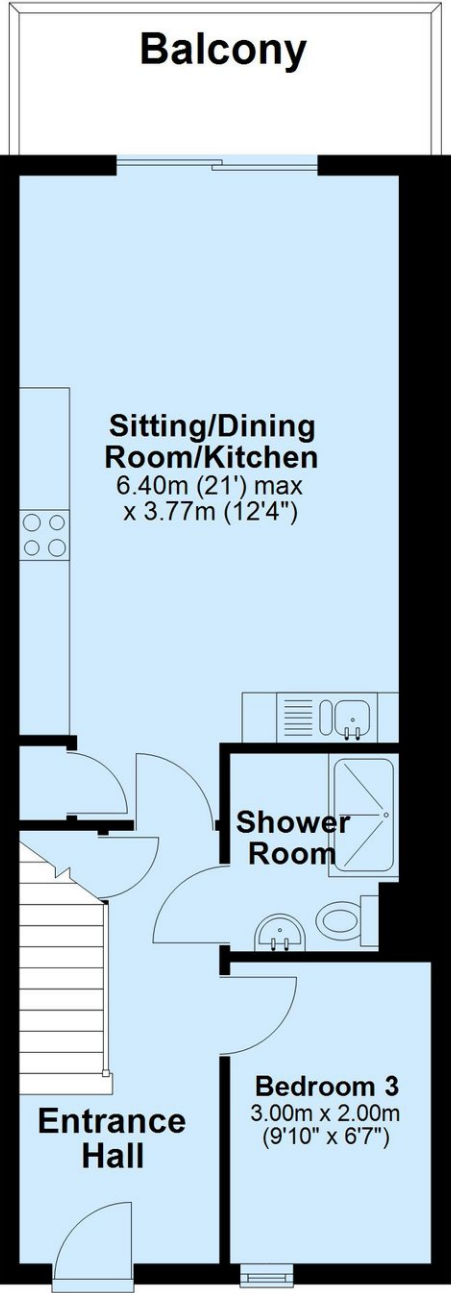 Balcony
Sitting/Dining
Room/Kitchen
6.40m (21') max
x 3.77m (12'4")
Shower
Room
Bedroom 3
3.00m x 2.00m
(9'10" x 6'7")
Entrance
Hall